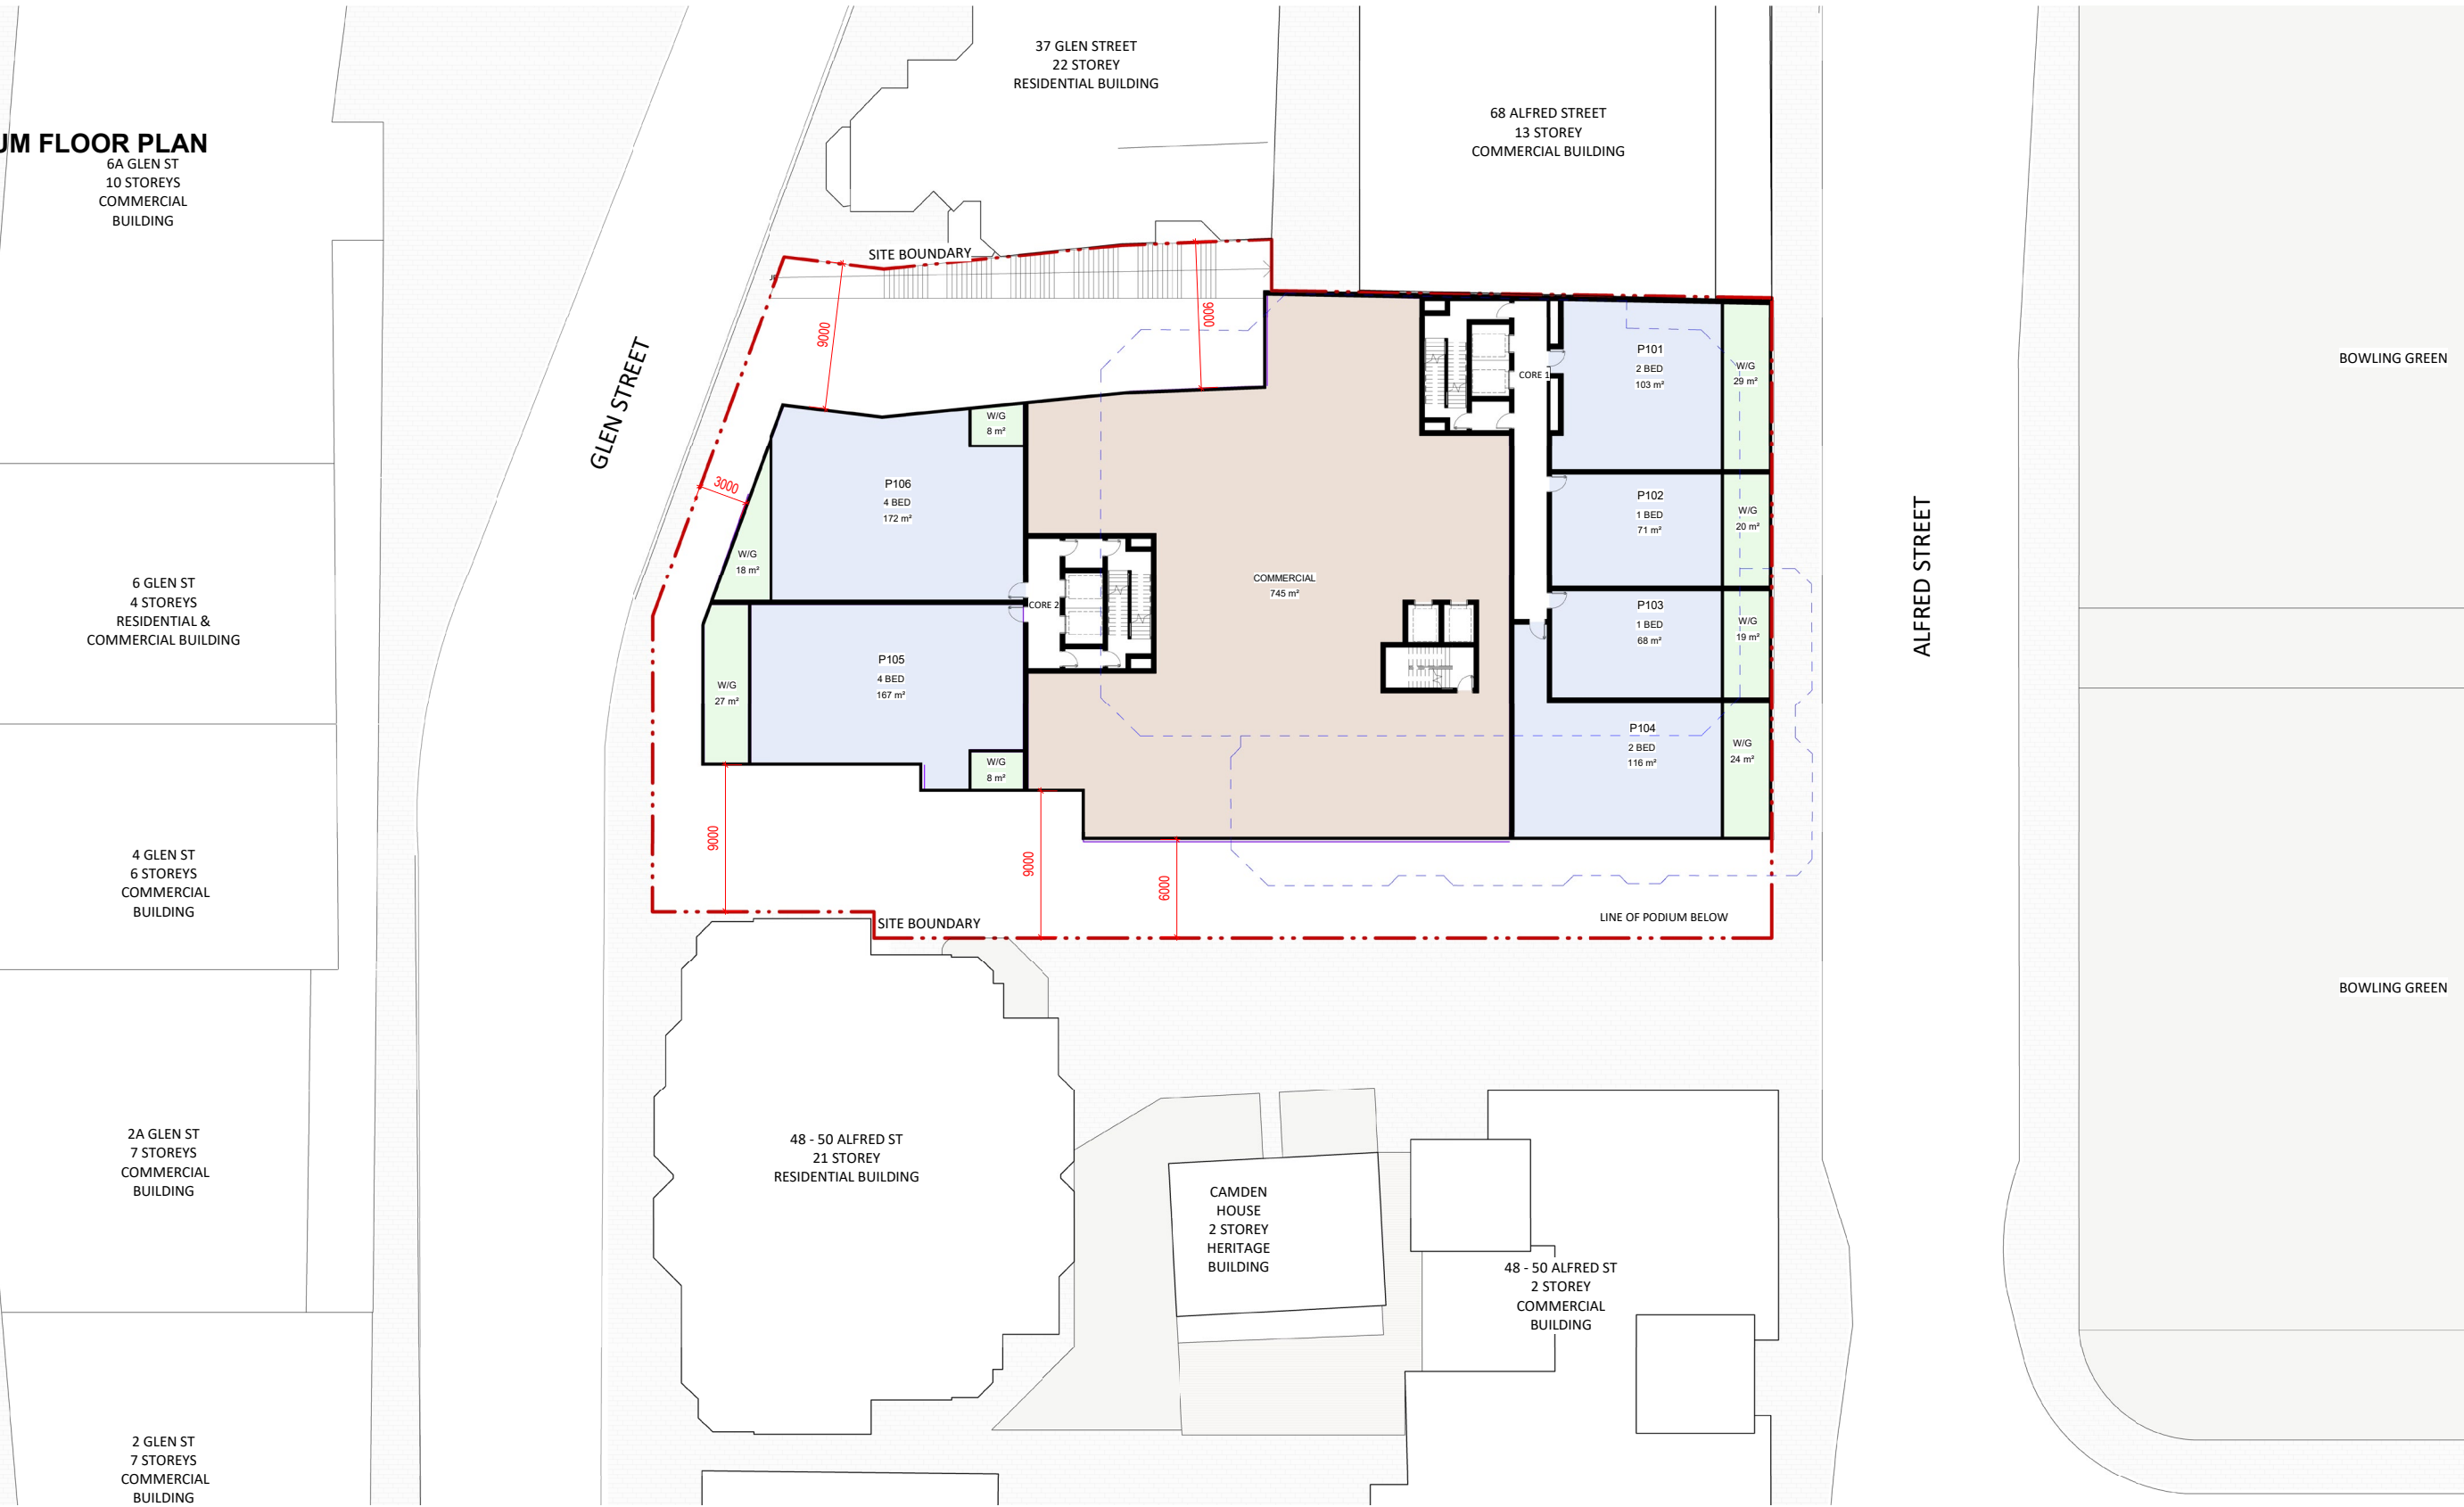 37 GLEN STREET
22 STOREY
RESIDENTIAL BUILDING
68 ALFRED STREET
13 STOREY
COMMERCIAL BUILDING
UM FLOOR PLAN
6A GLEN ST
10 STOREYS
COMMERCIAL
BUILDING
SITE BOUNDARY
9000
9000
GLEN STREET
CORE 1
P101
2 BED
103 m²
W/G
29 m²
BOWLING GREEN
W/G
8 m²
3000
P106
4 BED
172 m²
W/G
18 m²
P102
1 BED
71 m²
W/G
20 m²
ALFRED STREET
6 GLEN ST
4 STOREYS
RESIDENTIAL &
COMMERCIAL BUILDING
COMMERCIAL
745 m²
CORE 2
P103
1 BED
68 m²
W/G
19 m²
P105
4 BED
167 m²
W/G
27 m²
W/G
8 m²
P104
2 BED
116 m²
W/G
24 m²
9000
9000
6000
4 GLEN ST
6 STOREYS
COMMERCIAL
BUILDING
SITE BOUNDARY
LINE OF PODIUM BELOW
BOWLING GREEN
2A GLEN ST
7 STOREYS
COMMERCIAL
BUILDING
48 - 50 ALFRED ST
21 STOREY
RESIDENTIAL BUILDING
CAMDEN
HOUSE
2 STOREY
HERITAGE
BUILDING
48 - 50 ALFRED ST
2 STOREY
COMMERCIAL
BUILDING
2 GLEN ST
7 STOREYS
COMMERCIAL
BUILDING